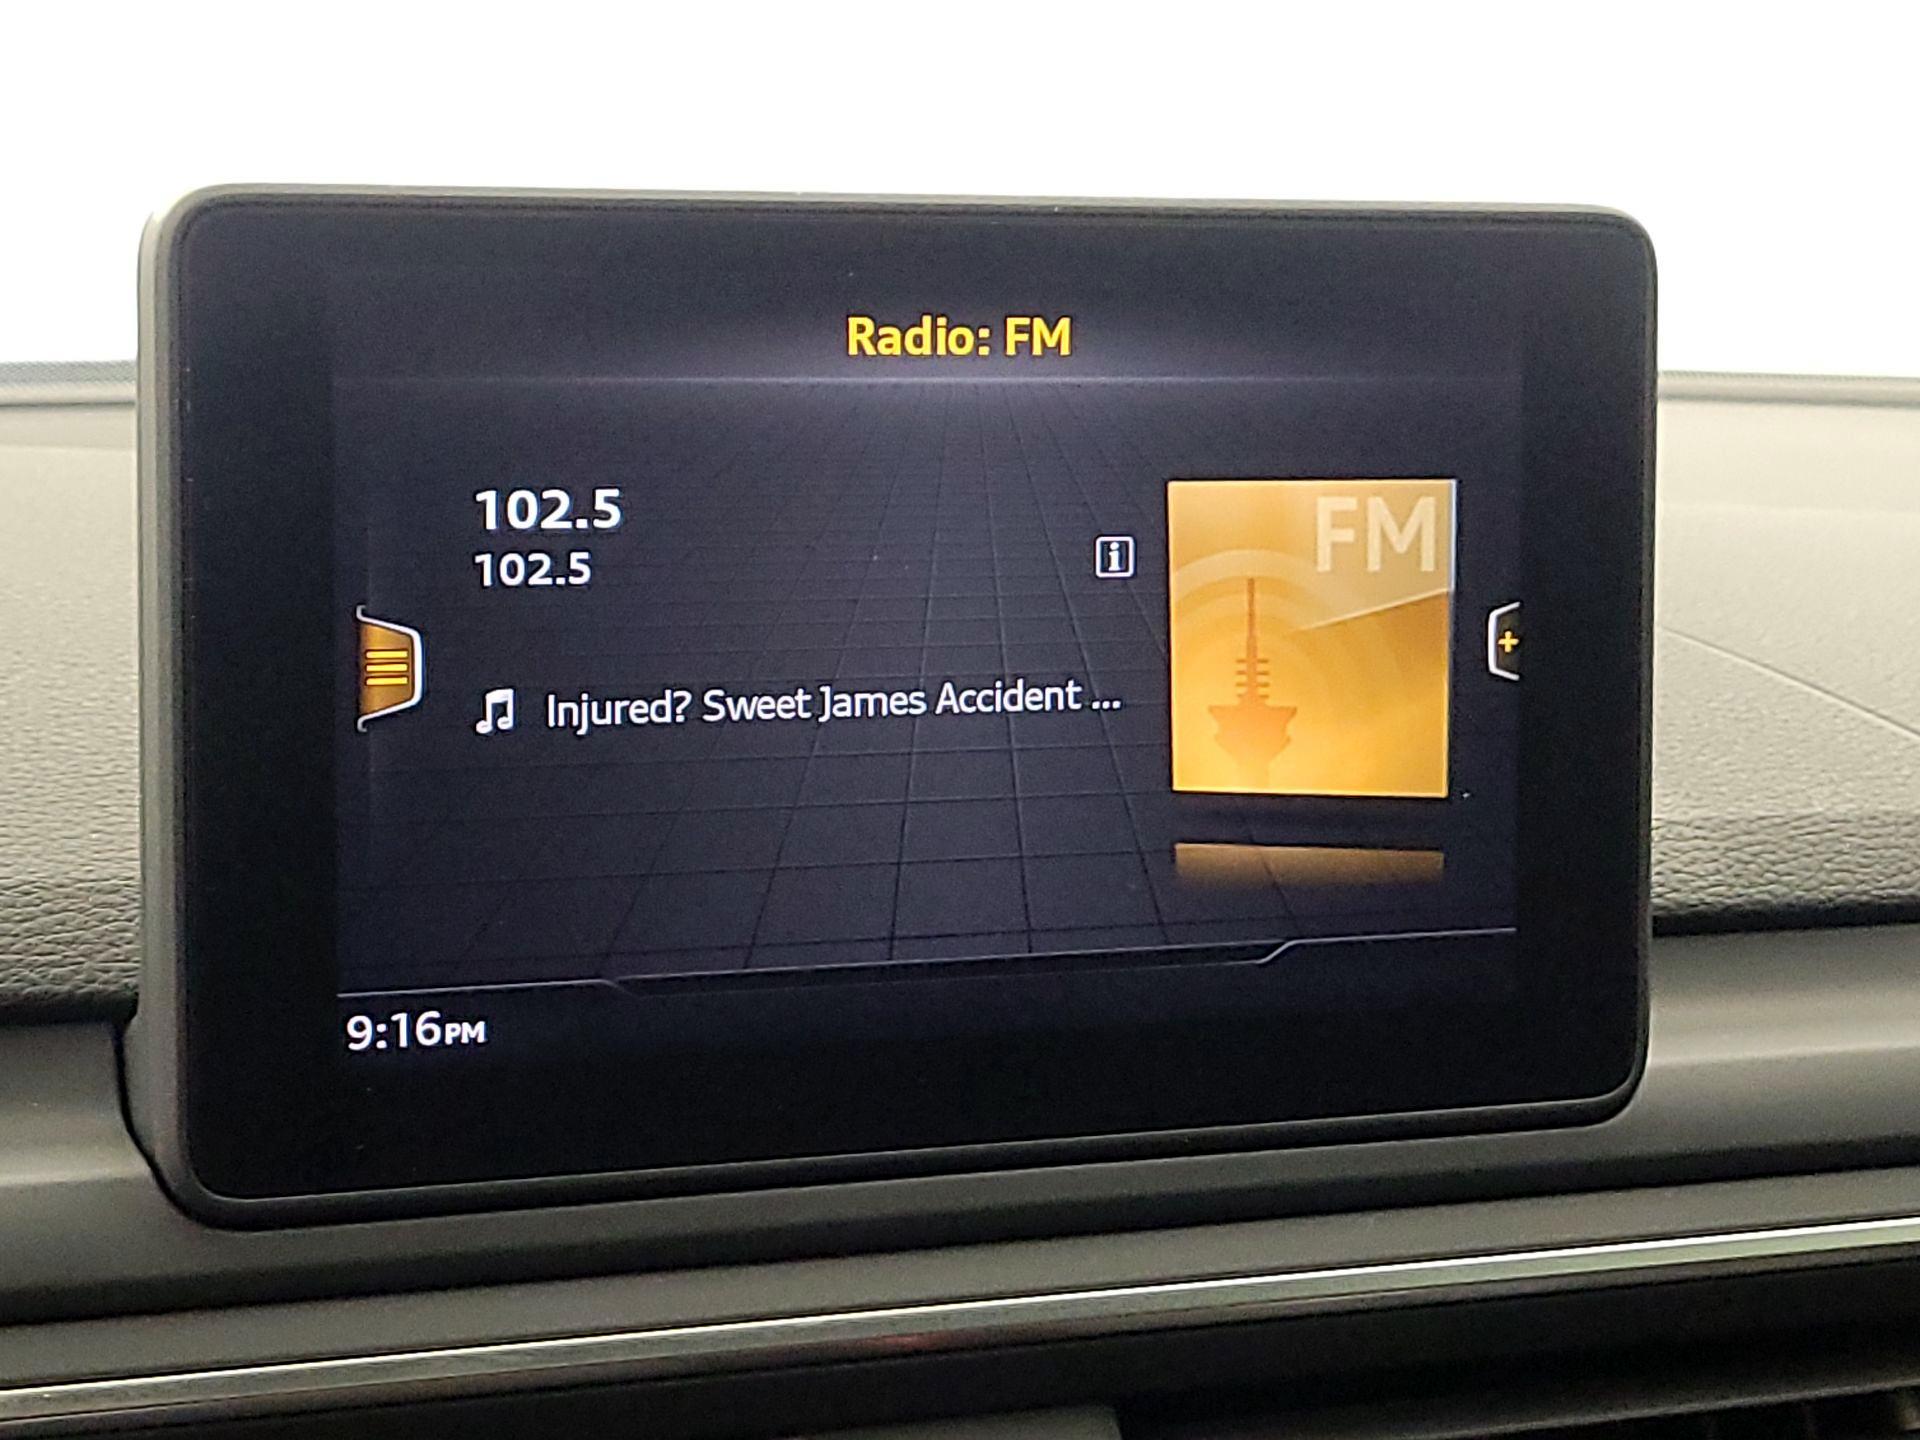 Radio: FM
102.5
102.5
FM
Injured? Sweet James Accident ...
9:16PM